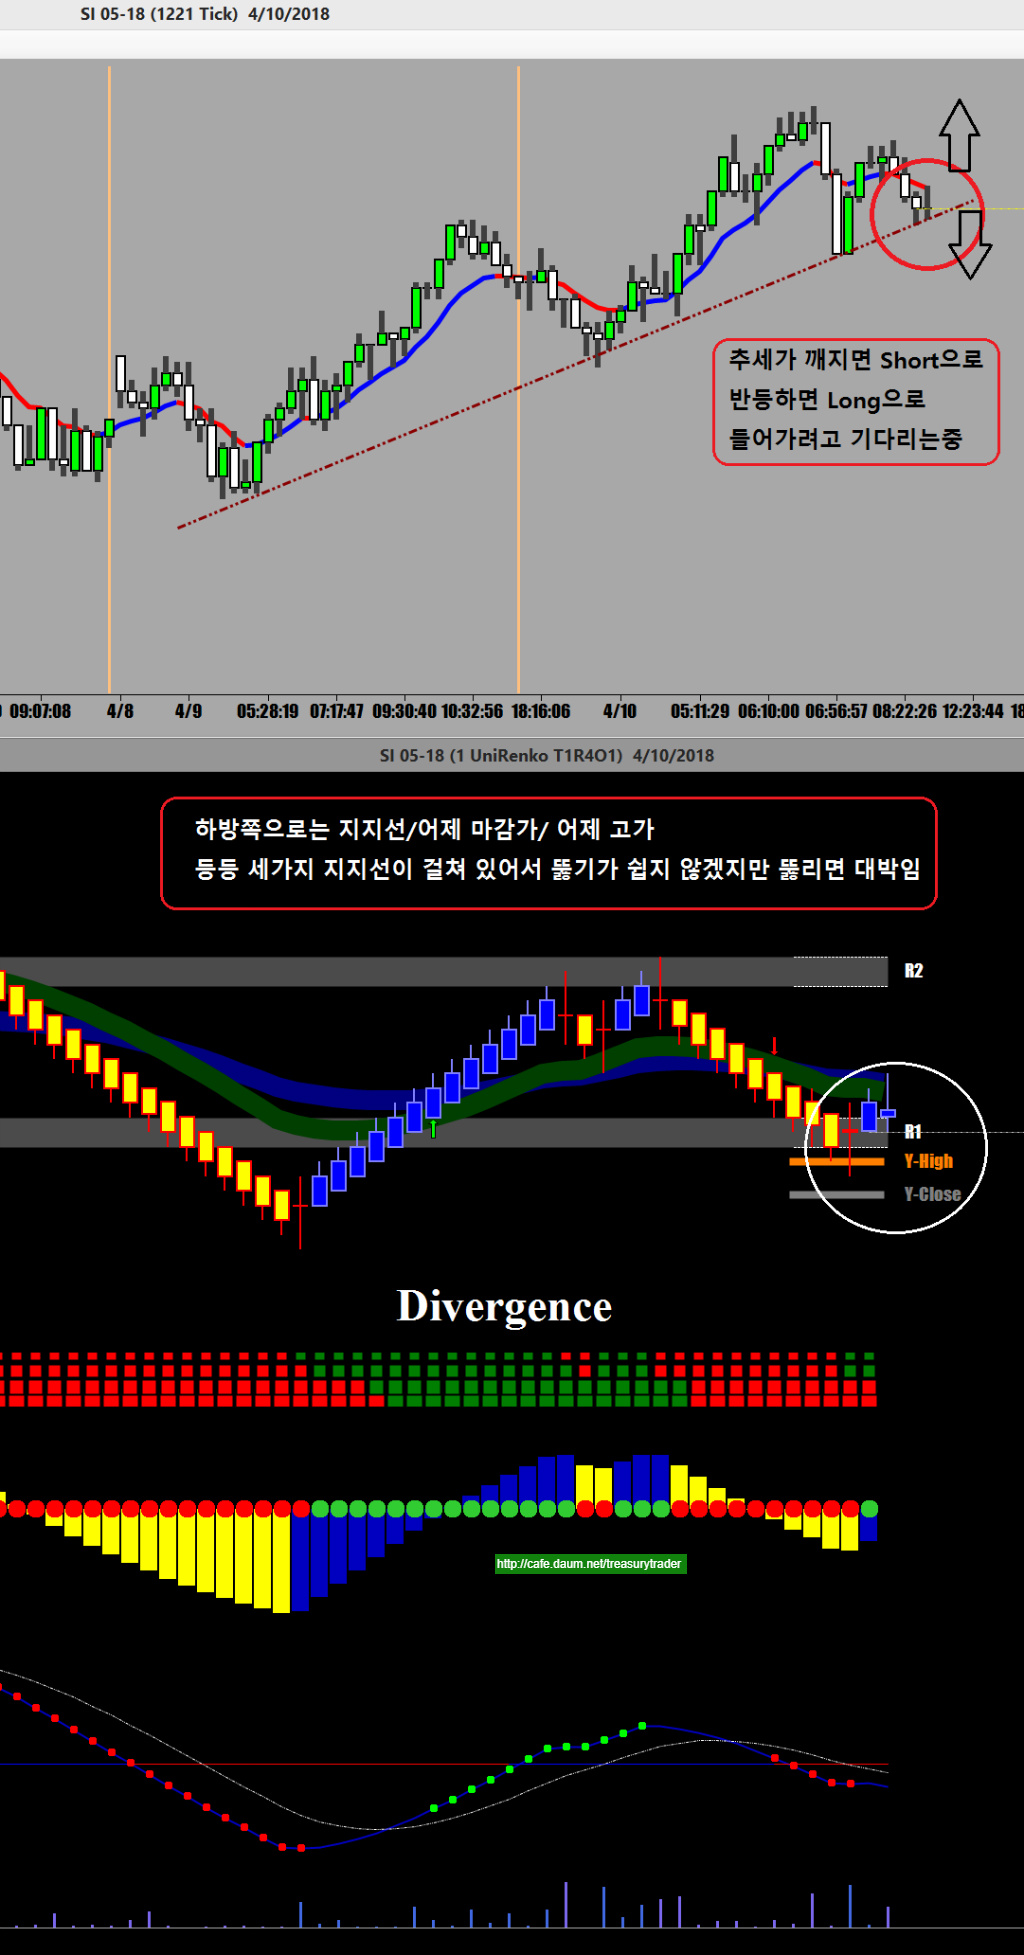 SI 05-18 (1221 Tick)  4/10/2018
추세가 깨지면 Short으로
반등하면 Long으로
들어가려고 기다리는중
09:07:08 4/8 4/9 05:28:19 07:17:47 09:30:40 10:32:56 18:16:06 4/10 05:11:29 06:10:00 06:56:57 08:22:26 12:23:44 18
SI 05-18 (1 UniRenko T1R4O1)  4/10/2018
하방쪽으로는 지지선/어제 마감가/ 어제 고가
등등 세가지 지지선이 걸쳐 있어서 뚫기가 쉽지 않겠지만 뚫리면 대박임
R2
R1
Y-High
Y-Close
Divergence
http://cafe.daum.net/treasurytrader